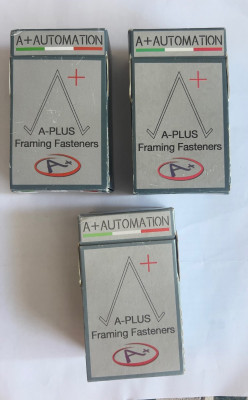 A+AUTOMATION
A-PLUS
Framing Fasteners
A+
A+AUTOMATION
A-PLUS
Framing Fasteners
A+
A+AUTOMATION
A-PLUS
Framing Fasteners
A+